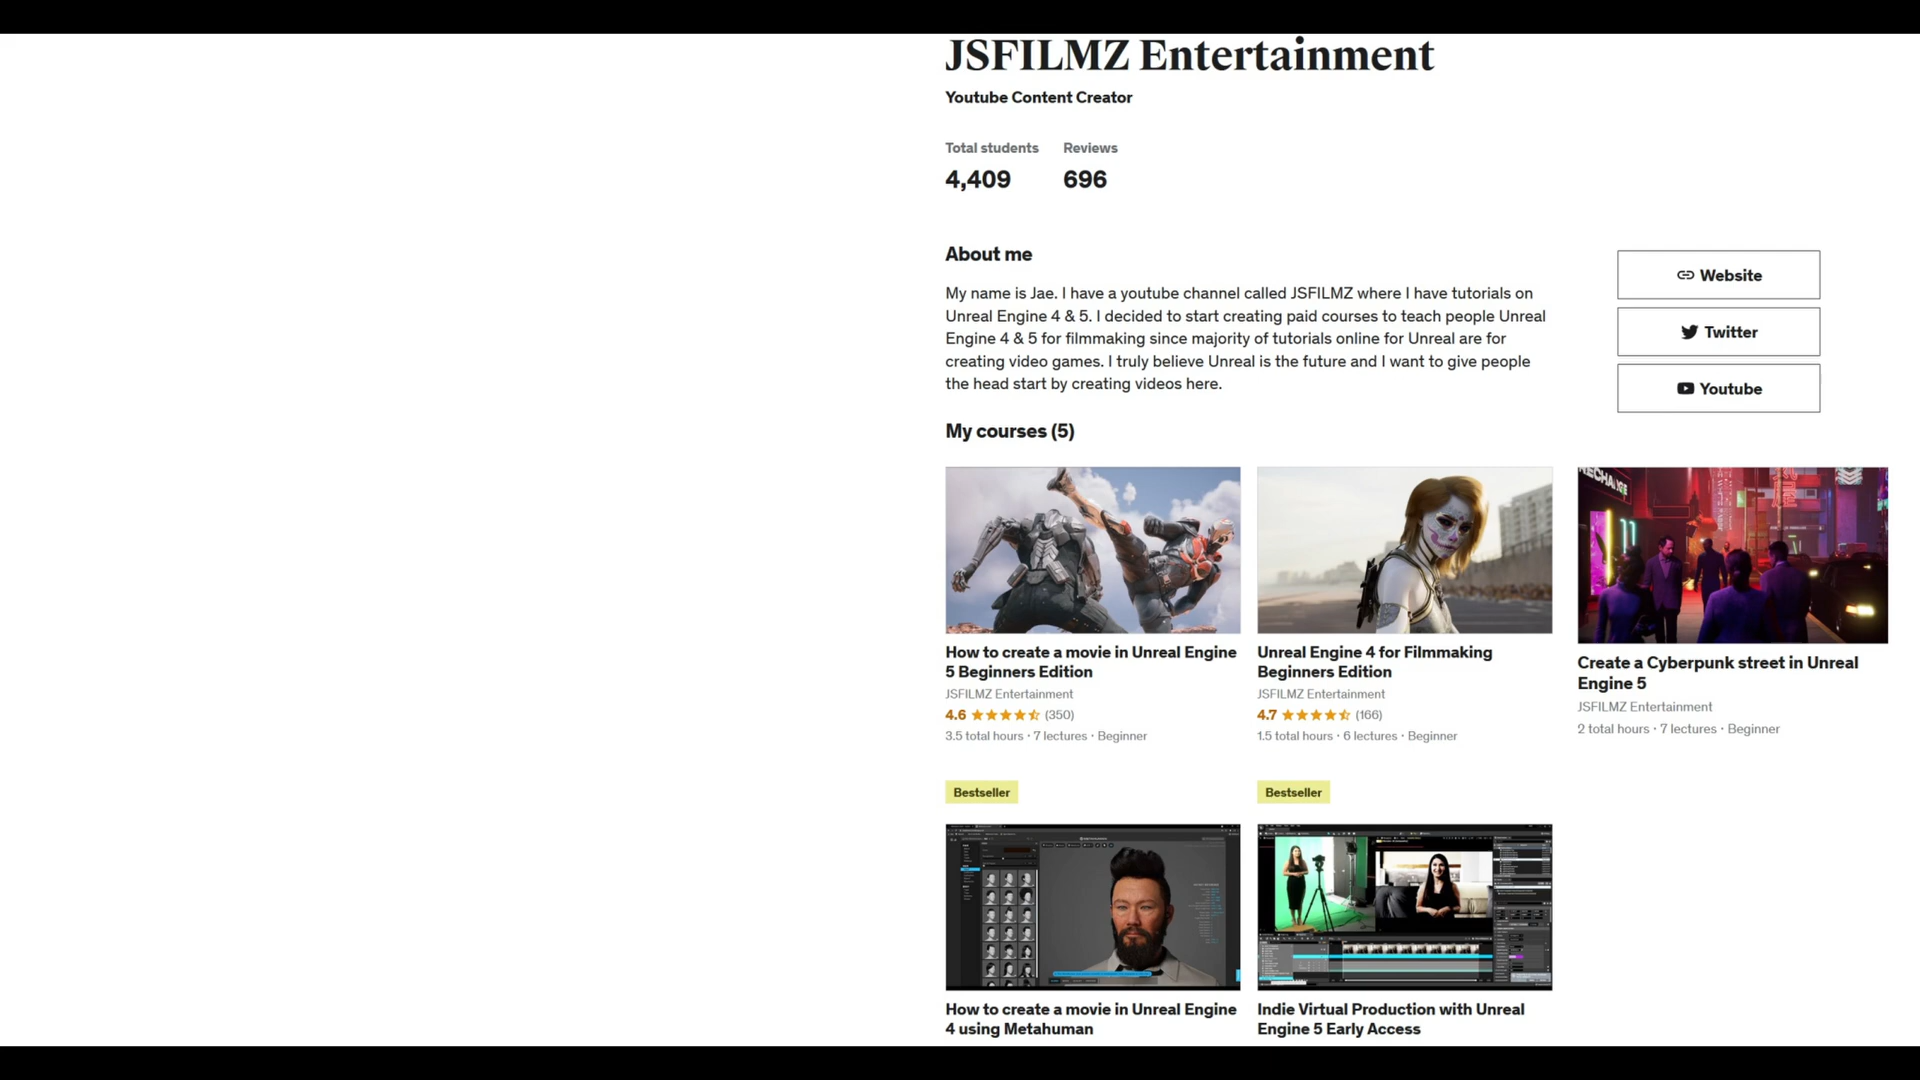 JSFILMZ Entertainment
Youtube Content Creator
Total students
Reviews
4,409
696
About me
My name is Jae. I have a youtube channel called JSFILMZ where I have tutorials on
Unreal Engine 4 & 5. I decided to start creating paid courses to teach people Unreal
Engine 4 & 5 for filmmaking since majority of tutorials online for Unreal are for
creating video games. I truly believe Unreal is the future and I want to give people
the head start by creating videos here.
Website
Twitter
Youtube
My courses (5)
How to create a movie in Unreal Engine
5 Beginners Edition
JSFILMZ Entertainment
4.6 (350)
3.5 total hours · 7 lectures · Beginner
Bestseller
Unreal Engine 4 for Filmmaking
Beginners Edition
JSFILMZ Entertainment
4.7 (166)
1.5 total hours · 6 lectures · Beginner
Bestseller
Create a Cyberpunk street in Unreal
Engine 5
JSFILMZ Entertainment
2 total hours · 7 lectures · Beginner
How to create a movie in Unreal Engine
4 using Metahuman
Indie Virtual Production with Unreal
Engine 5 Early Access